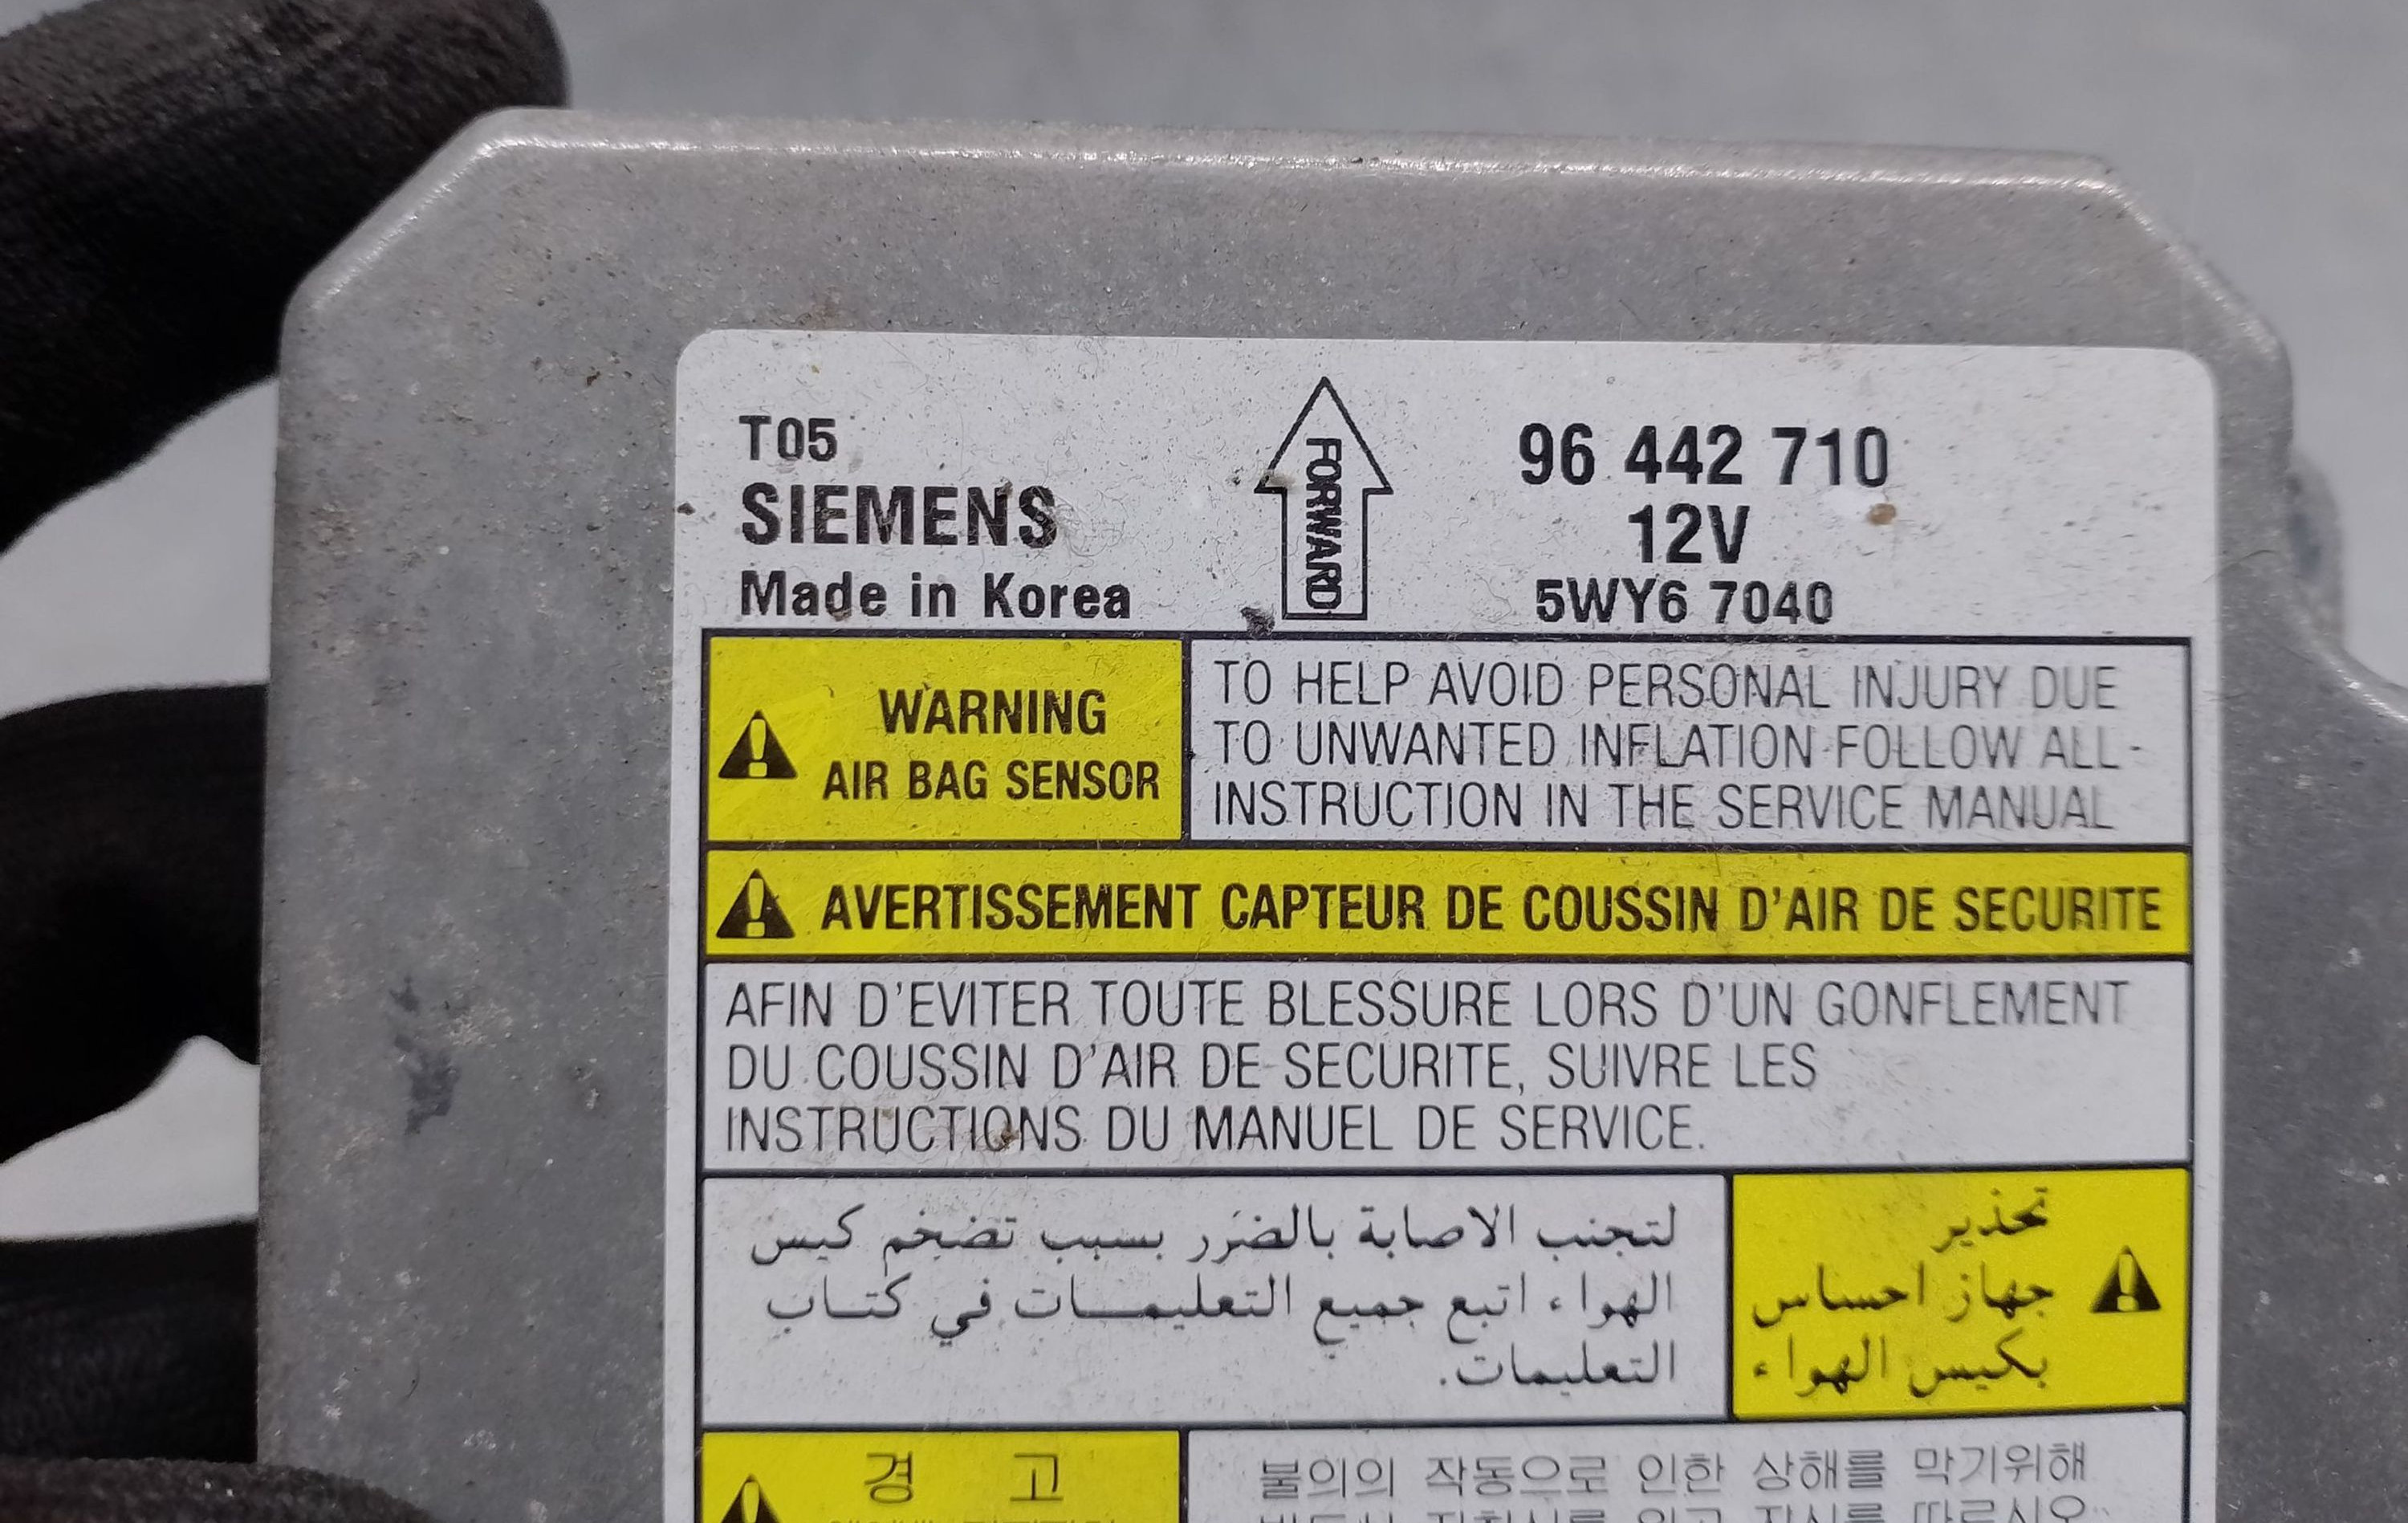 T05
SIEMENS
Made in Korea
FORWARD
96 442 710
12V
5WY6 7040
WARNING
AIR BAG SENSOR
TO HELP AVOID PERSONAL INJURY DUE
TO UNWANTED INFLATION FOLLOW ALL
INSTRUCTION IN THE SERVICE MANUAL
AVERTISSEMENT CAPTEUR DE COUSSIN D'AIR DE SECURITE
AFIN D'EVITER TOUTE BLESSURE LORS D'UN GONFLEMENT
DU COUSSIN D'AIR DE SECURITE, SUIVRE LES
INSTRUCTIONS DU MANUEL DE SERVICE.
تحذير
جهاز احساس
بكيس الهواء
لتجنب الاصابة بالضرر بسبب تضخم كيس
الهواء اتبع جميع التعليمات في كتاب
التعليمات.
경 고
불의의 작동으로 인한 상해를 막기위해